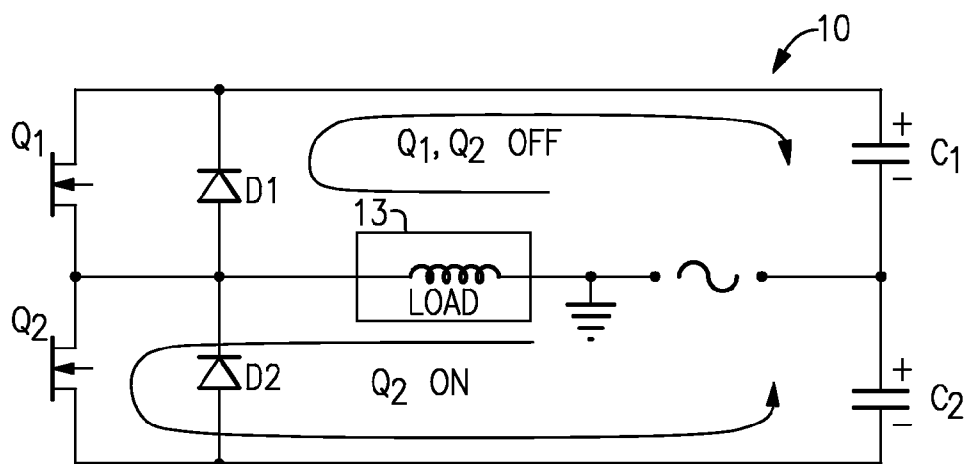 10
Q1
Q1, Q2 OFF
+
C1
-
D1
13
LOAD
Q2
D2
Q2 ON
+
C2
-